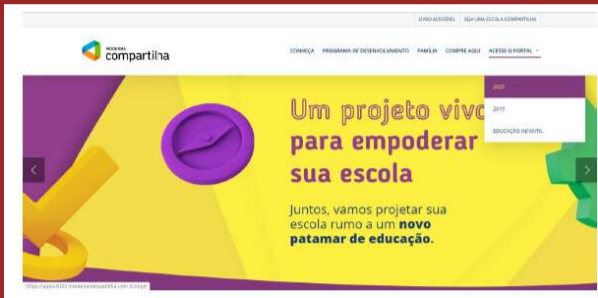 LIVRO ACESSÍVEL SEJA UMA ESCOLA COMPARTILHA
MODERNA
compartilha
CONHEÇA PROGRAMA DE DESENVOLVIMENTO FAMÍLIA COMPRE AQUI ACESSE O PORTAL
2020
2019
EDUCAÇÃO INFANTIL
Um projeto vivo
para empoderar
sua escola
Juntos, vamos projetar sua
escola rumo a um novo
patamar de educação.